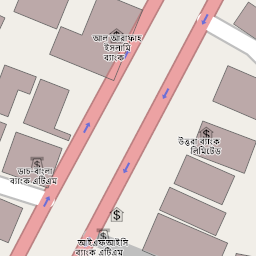 আল আরাফাহ
ইসলামি
ব্যাংক
উত্তরা ব্যাংক
লিমিটেড
ডাচ-বাংলা
ব্যাংক এটিএম
আইএফআইসি
ব্যাংক এটিএম